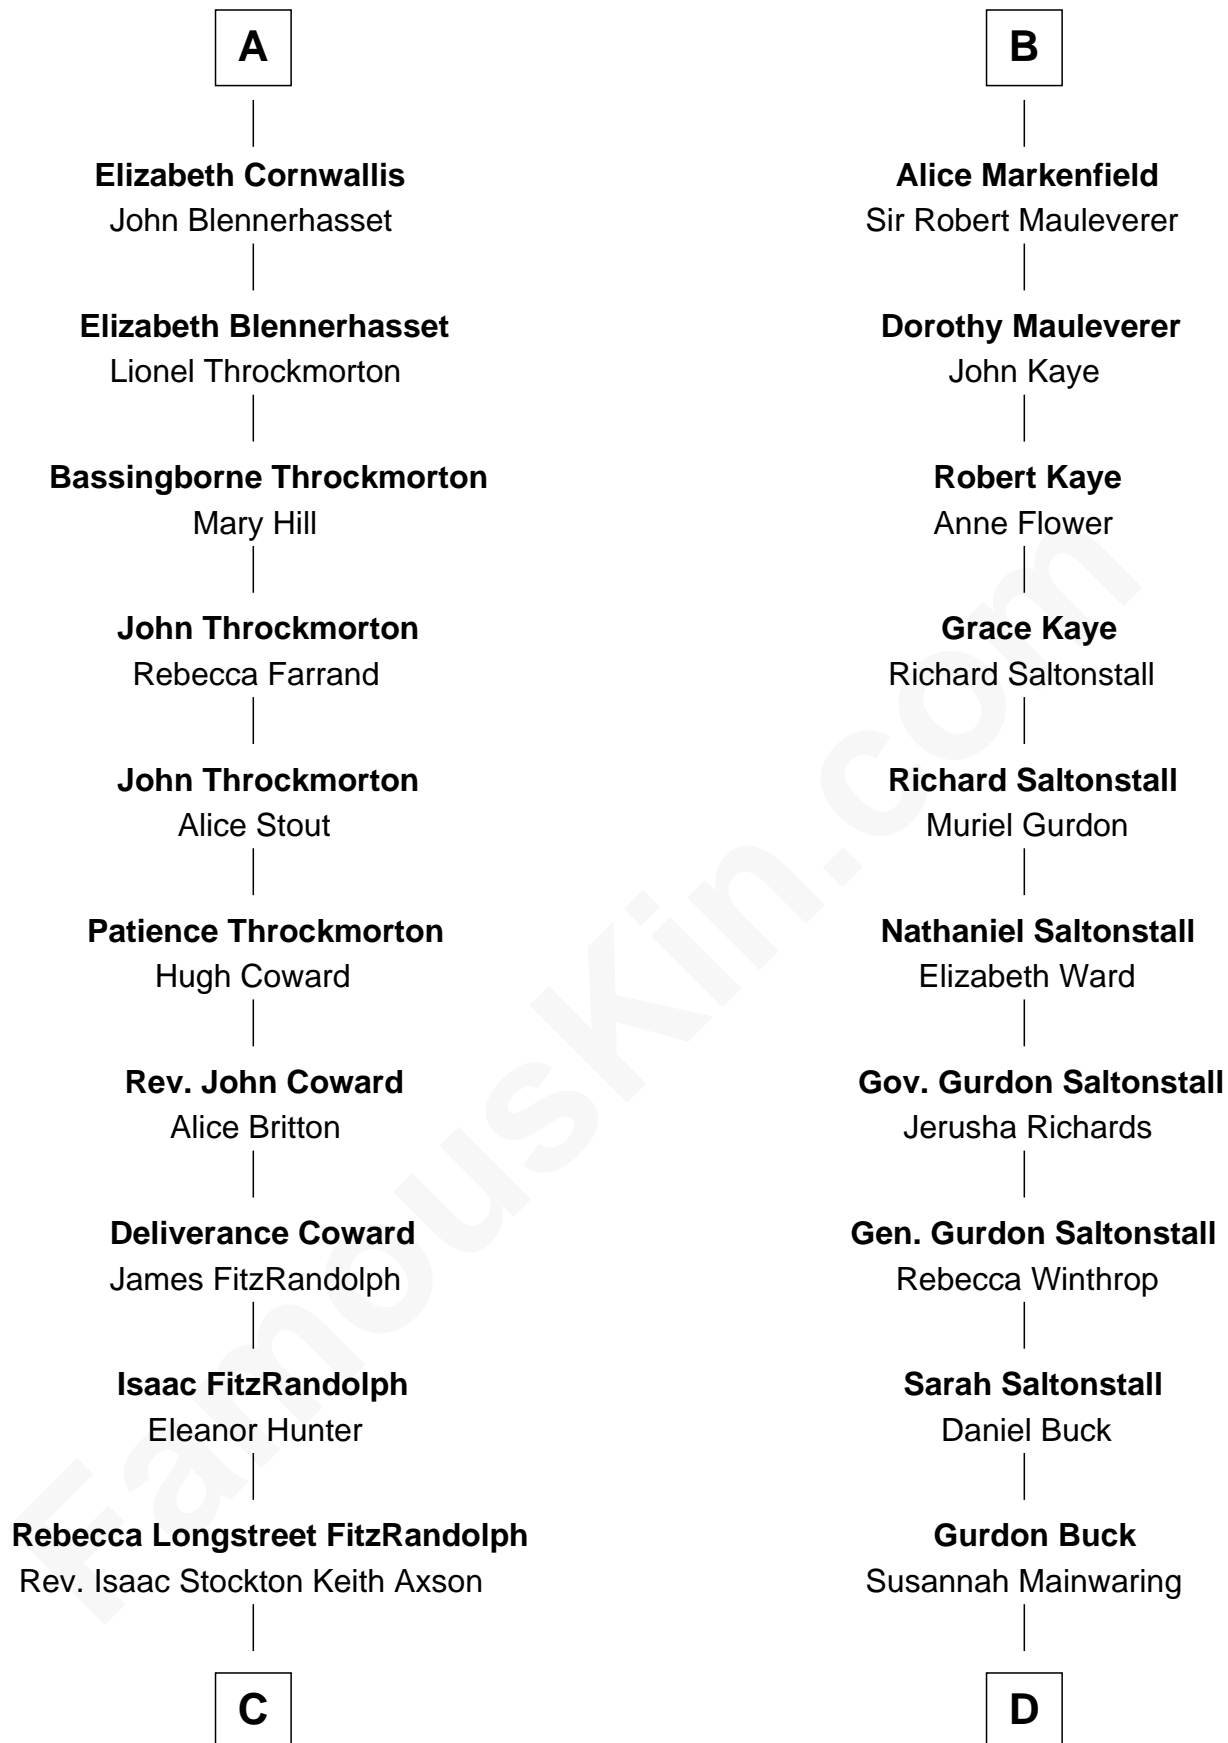 A
Elizabeth Cornwallis
John Blennerhasset
Elizabeth Blennerhasset
Lionel Throckmorton
Bassingborne Throckmorton
Mary Hill
John Throckmorton
Rebecca Farrand
John Throckmorton
Alice Stout
Patience Throckmorton
Hugh Coward
Rev. John Coward
Alice Britton
Deliverance Coward
James FitzRandolph
Isaac FitzRandolph
Eleanor Hunter
Rebecca Longstreet FitzRandolph
Rev. Isaac Stockton Keith Axson
C
B
Alice Markenfield
Sir Robert Mauleverer
Dorothy Mauleverer
John Kaye
Robert Kaye
Anne Flower
Grace Kaye
Richard Saltonstall
Richard Saltonstall
Muriel Gurdon
Nathaniel Saltonstall
Elizabeth Ward
Gov. Gurdon Saltonstall
Jerusha Richards
Gen. Gurdon Saltonstall
Rebecca Winthrop
Sarah Saltonstall
Daniel Buck
Gurdon Buck
Susannah Mainwaring
D
FamousKin.com